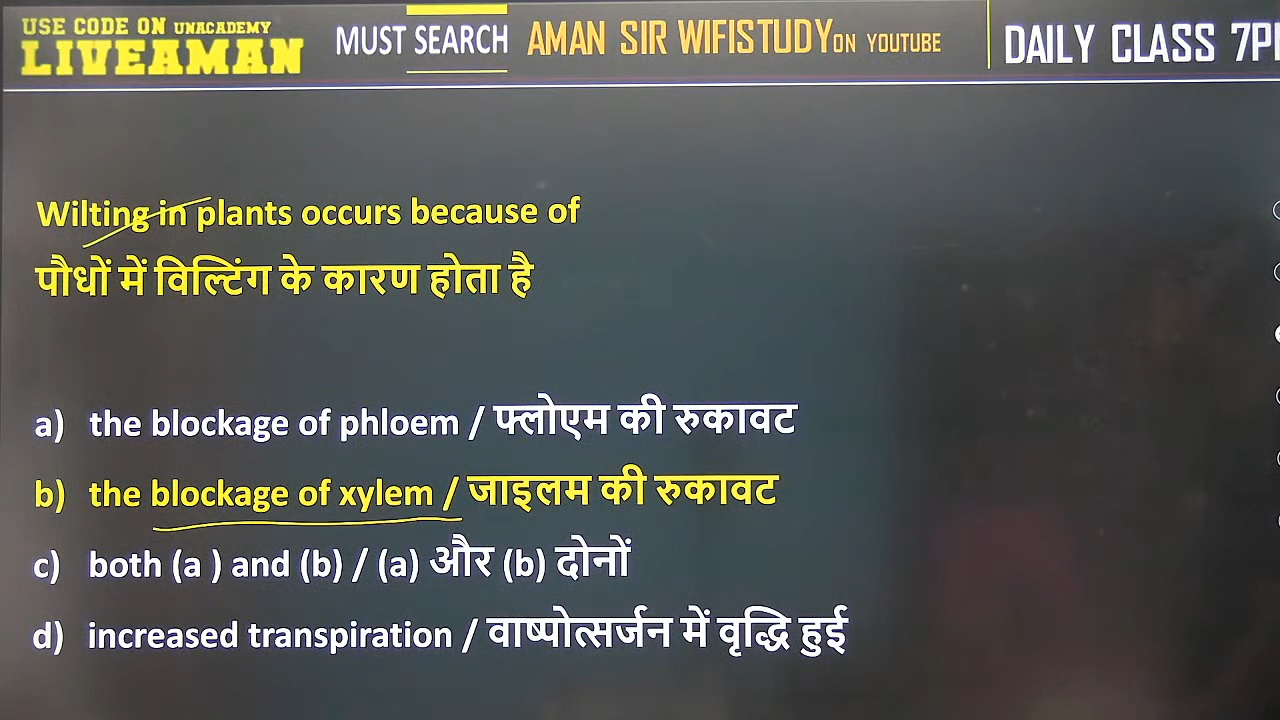 USE CODE ON UNACADEMY
LIVEAMAN
MUST SEARCH AMAN SIR WIFISTUDY ON YOUTUBE
DAILY CLASS 7P
Wilting in plants occurs because of
पौधों में विल्टिंग के कारण होता है
a) the blockage of phloem / फ्लोएम की रुकावट
b) the blockage of xylem / जाइलम की रुकावट
c) both (a ) and (b) / (a) और (b) दोनों
d) increased transpiration / वाष्पोत्सर्जन में वृद्धि हुई